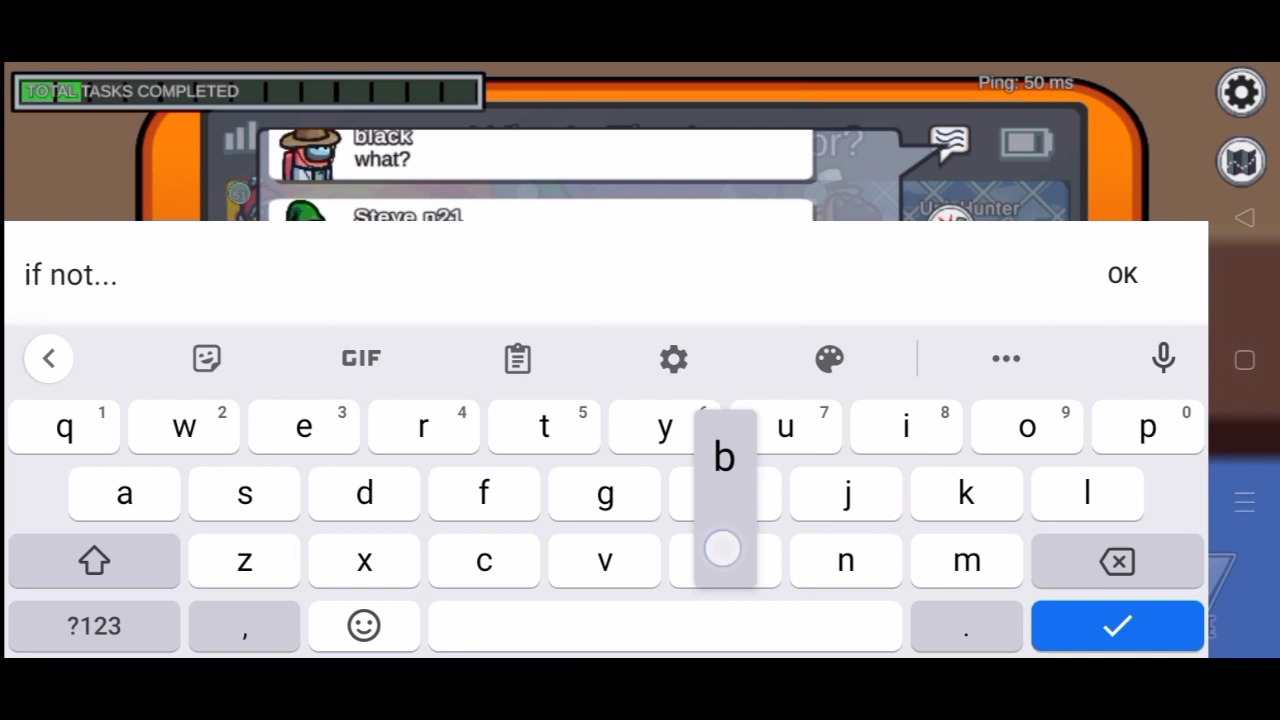 TOTAL TASKS COMPLETED
Ping: 50 ms
black
what?
or?
Steve p21
if not...
OK
GIF
q 1 w 2 e 3 r 4 t 5 y u 7 i 8 o 9 p 0
b
a s d f g j k l
z x c v n m
?123 , .